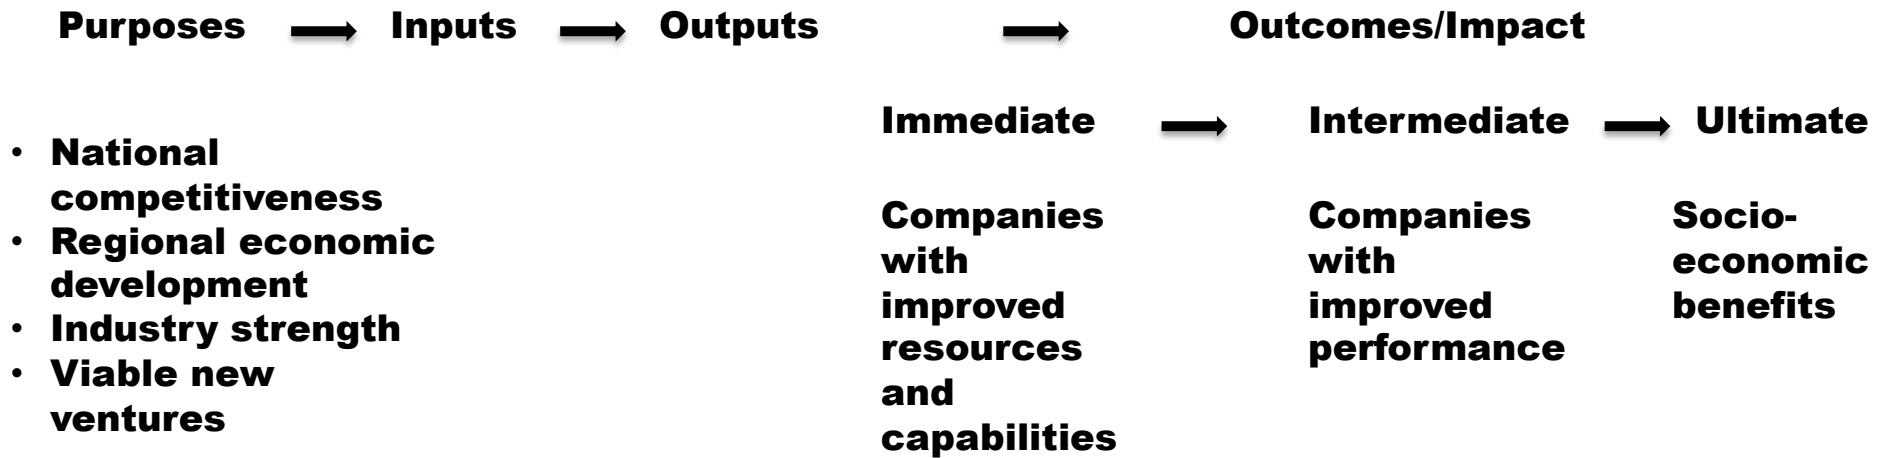 Purposes → Inputs → Outputs → Outcomes/Impact
Immediate → Intermediate → Ultimate
• National
competitiveness
• Regional economic
development
• Industry strength
• Viable new
ventures
Companies
with
improved
resources
and
capabilities
Companies
with
improved
performance
Socio-
economic
benefits